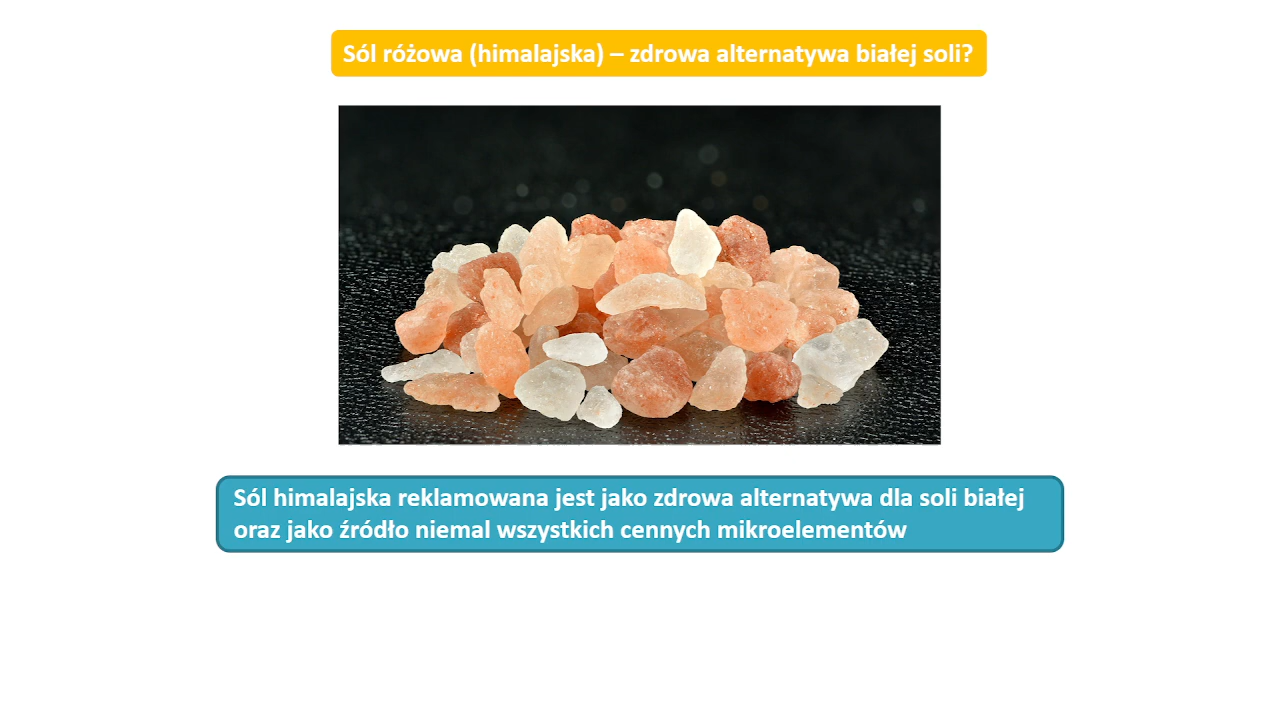 Sól różowa (himalajska) – zdrowa alternatywa białej soli?
Sól himalajska reklamowana jest jako zdrowa alternatywa dla soli białej
oraz jako źródło niemal wszystkich cennych mikroelementów